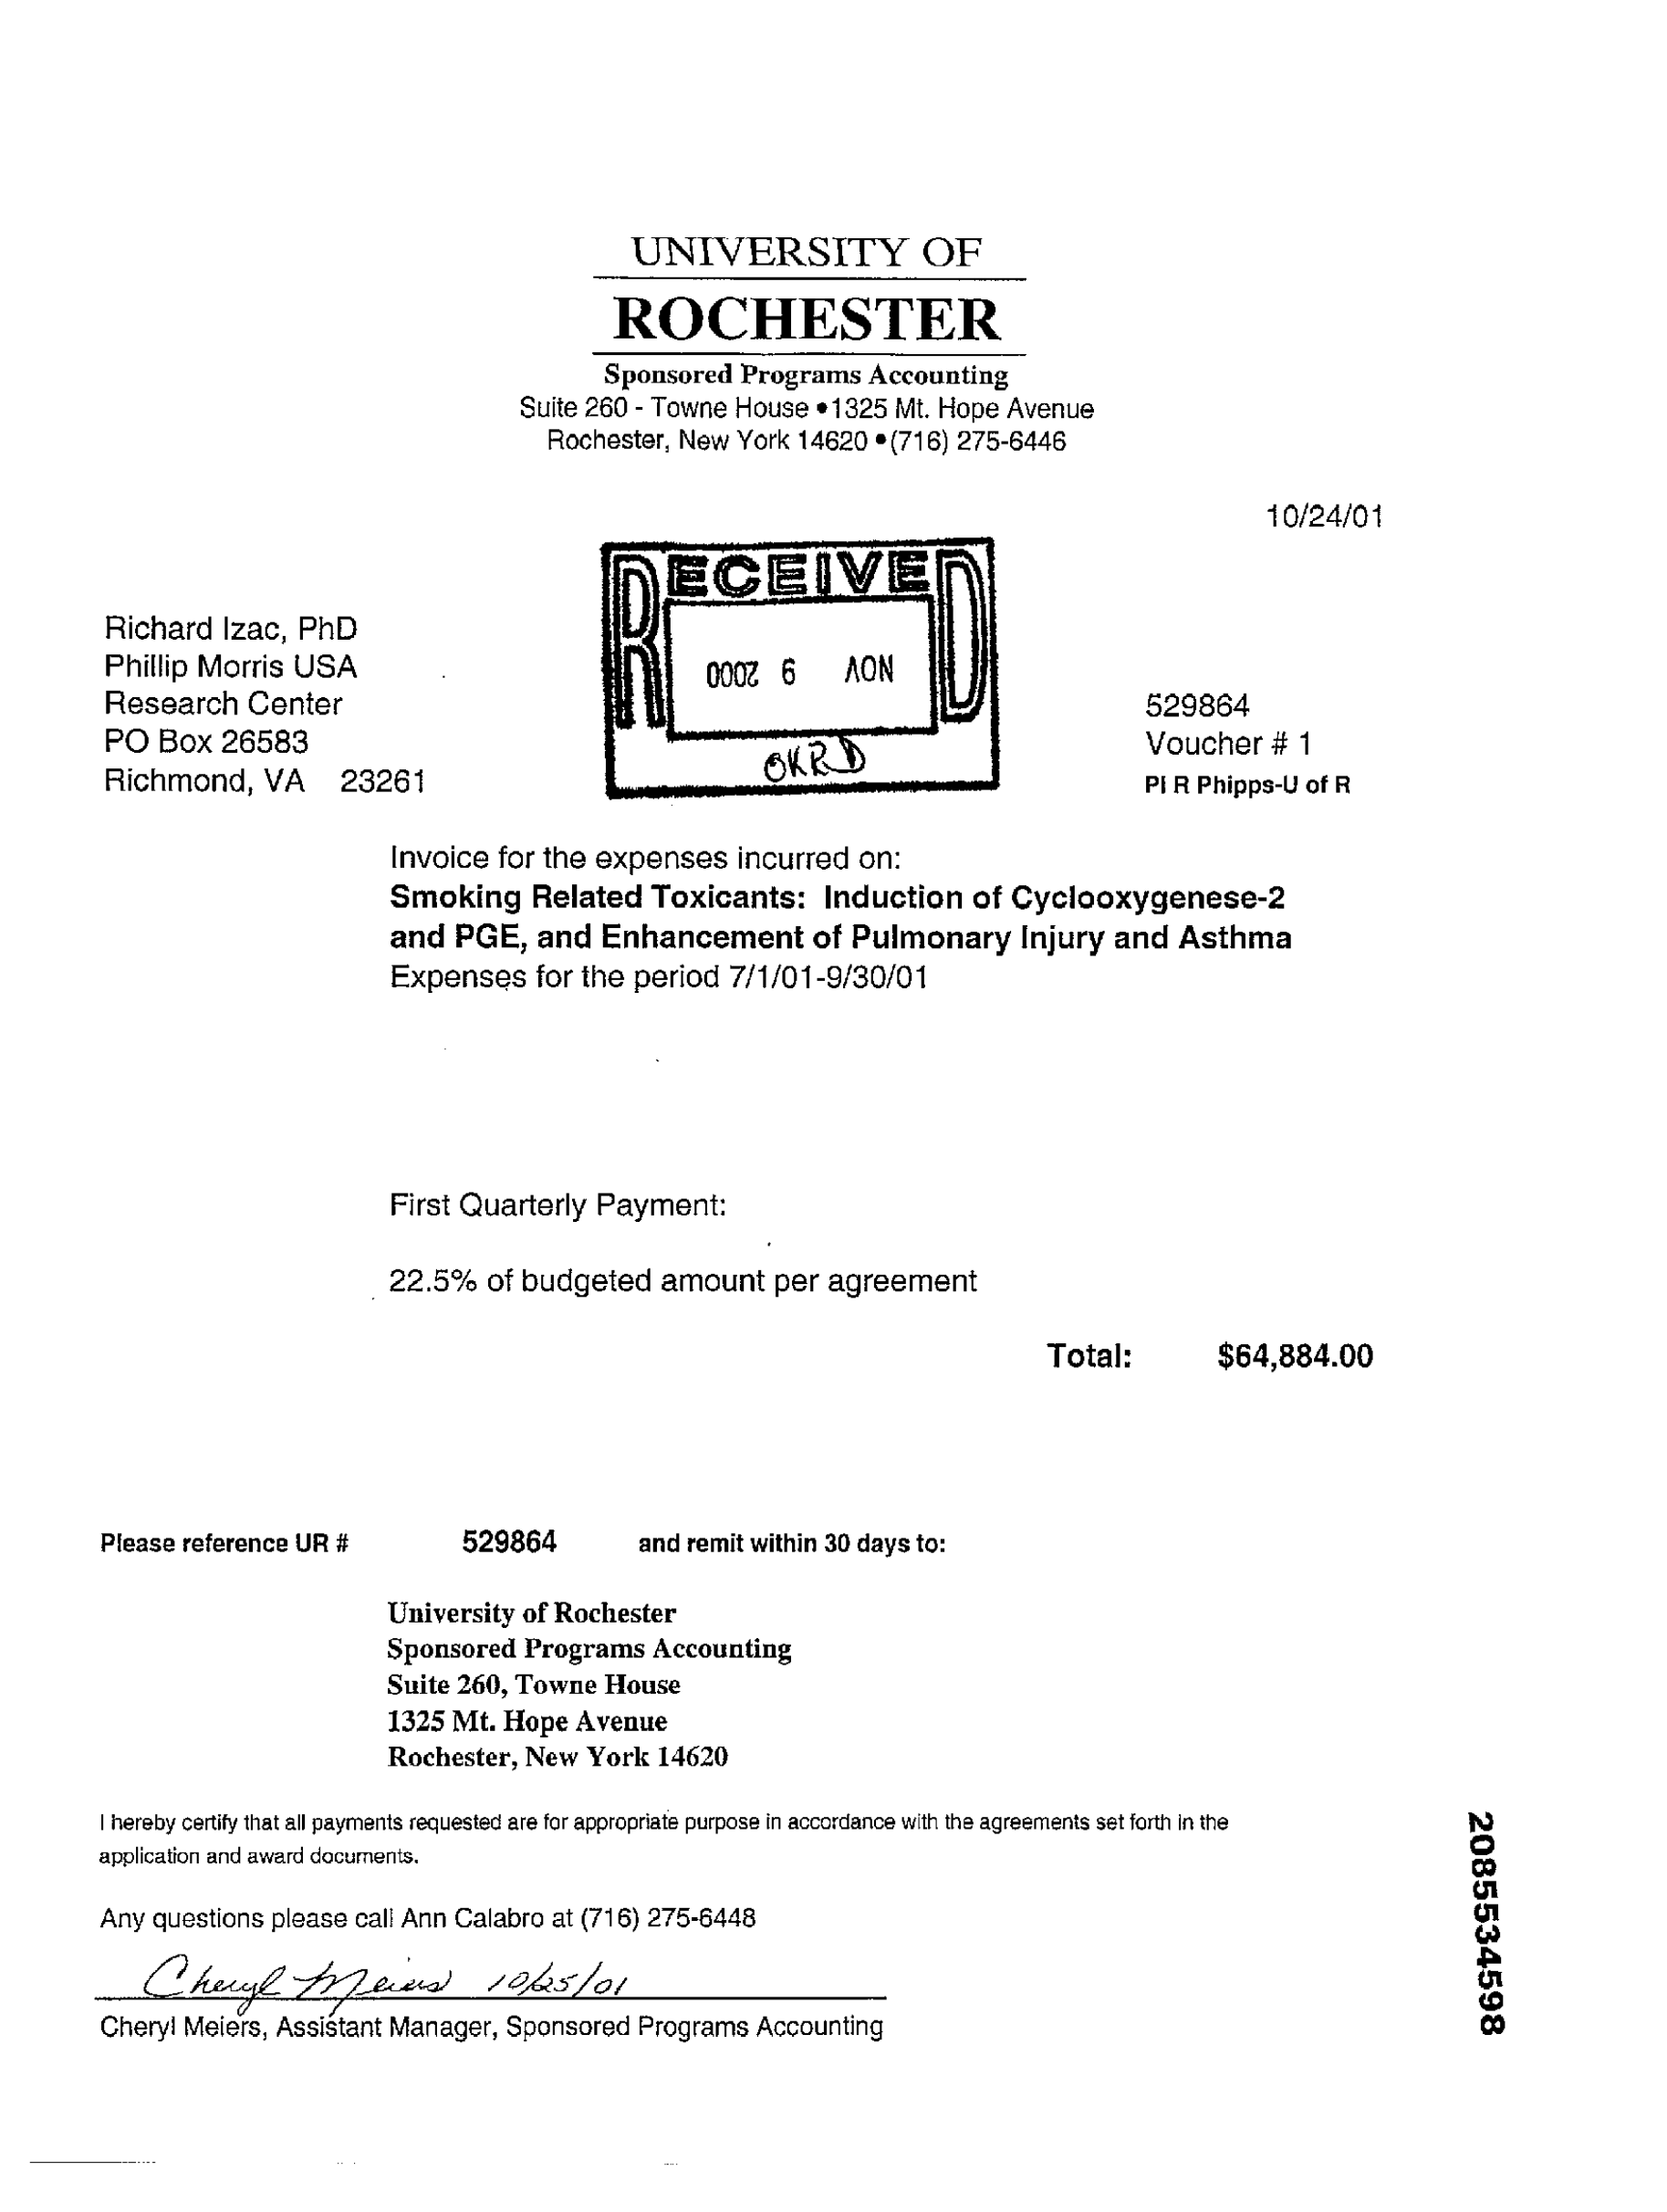 UNIVERSITY OF
ROCHESTER
Sponsored Programs Accounting
Suite 260 - Towne House •1325 Mt. Hope Avenue
Rochester, New York 14620 •(716) 275-6446
10/24/01
RECEIVED
NOV 9 2000
OKRD
Richard Izac, PhD
Phillip Morris USA
Research Center
PO Box 26583
Richmond, VA 23261
529864
Voucher # 1
PI R Phipps-U of R
Invoice for the expenses incurred on:
Smoking Related Toxicants: Induction of Cyclooxygenese-2
and PGE, and Enhancement of Pulmonary Injury and Asthma
Expenses for the period 7/1/01-9/30/01
First Quarterly Payment:
22.5% of budgeted amount per agreement
Total: $64,884.00
Please reference UR # 529864 and remit within 30 days to:
University of Rochester
Sponsored Programs Accounting
Suite 260, Towne House
1325 Mt. Hope Avenue
Rochester, New York 14620
I hereby certify that all payments requested are for appropriate purpose in accordance with the agreements set forth in the
application and award documents.
Any questions please call Ann Calabro at (716) 275-6448
Cheryl Meiers 10/25/01
Cheryl Meiers, Assistant Manager, Sponsored Programs Accounting
2085534598